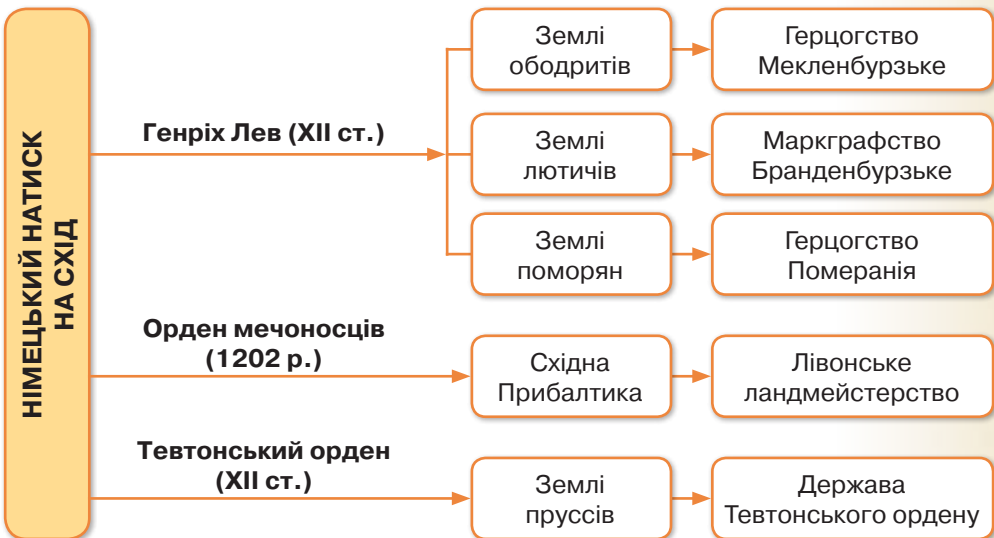 НІМЕЦЬКИЙ НАТИСК
НА СХІД
Генріх Лев (XII ст.)
Землі
ободритів
Герцогство
Мекленбурзьке
Землі
лютичів
Маркграфство
Бранденбурзьке
Землі
поморян
Герцогство
Померанія
Орден мечоносців
(1202 р.)
Східна
Прибалтика
Лівонське
ландмейстерство
Тевтонський орден
(XII ст.)
Землі
пруссів
Держава
Тевтонського ордену